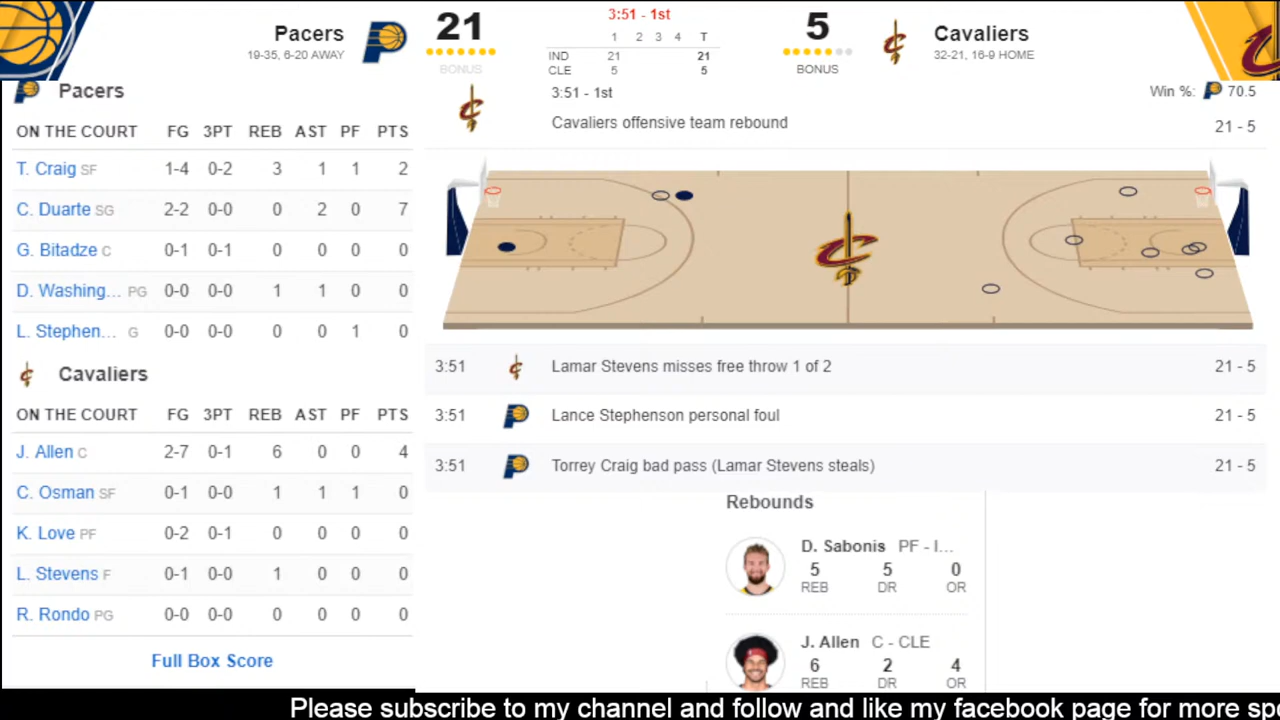 Pacers 21 3:51 - 1st 5 Cavaliers
19-35, 6-20 AWAY BONUS 1 2 3 4 T BONUS 32-21, 16-9 HOME
IND 21 21
CLE 5 5
Pacers
ON THE COURT FG 3PT REB AST PF PTS
T. Craig SF 1-4 0-2 3 1 1 2
C. Duarte SG 2-2 0-0 0 2 0 7
G. Bitadze C 0-1 0-1 0 0 0 0
D. Washing... PG 0-0 0-0 1 1 0 0
L. Stephen... G 0-0 0-0 0 0 1 0
Cavaliers
ON THE COURT FG 3PT REB AST PF PTS
J. Allen C 2-7 0-1 6 0 0 4
C. Osman SF 0-1 0-0 1 1 1 0
K. Love PF 0-2 0-1 0 0 0 0
L. Stevens F 0-1 0-0 1 0 0 0
R. Rondo PG 0-0 0-0 0 0 0 0
Full Box Score
3:51 - 1st Win %: 70.5
Cavaliers offensive team rebound 21 - 5
3:51 Lamar Stevens misses free throw 1 of 2 21 - 5
3:51 Lance Stephenson personal foul 21 - 5
3:51 Torrey Craig bad pass (Lamar Stevens steals) 21 - 5
Rebounds
D. Sabonis PF - I...
5 5 0
REB DR OR
J. Allen C - CLE
6 2 4
REB DR OR
Please subscribe to my channel and follow and like my facebook page for more spo